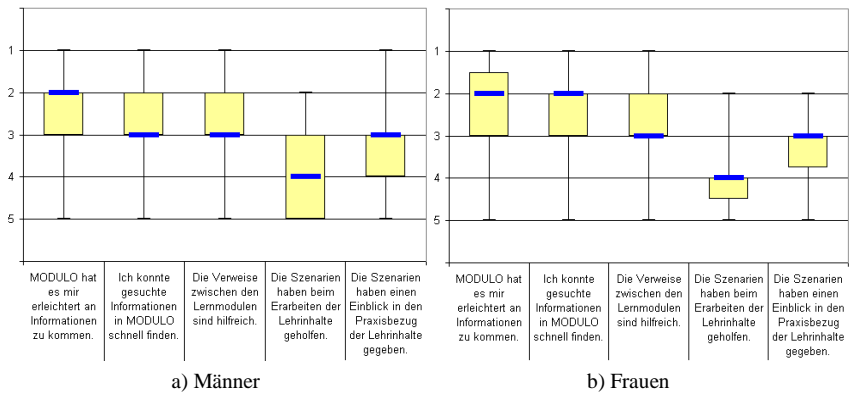 1
2
3
4
5
MODULO hat
es mir
erleichtert an
Informationen
zu kommen.
Ich konnte
gesuchte
Informationen
in MODULO
schnell finden.
Die Verweise
zwischen den
Lernmodulen
sind hilfreich.
Die Szenarien
haben beim
Erarbeiten der
Lehrinhalte
geholfen.
Die Szenarien
haben einen
Einblick in den
Praxisbezug
der Lehrinhalte
gegeben.
a) Männer
1
2
3
4
5
MODULO hat
es mir
erleichtert an
Informationen
zu kommen.
Ich konnte
gesuchte
Informationen
in MODULO
schnell finden.
Die Verweise
zwischen den
Lernmodulen
sind hilfreich.
Die Szenarien
haben beim
Erarbeiten der
Lehrinhalte
geholfen.
Die Szenarien
haben einen
Einblick in den
Praxisbezug
der Lehrinhalte
gegeben.
b) Frauen